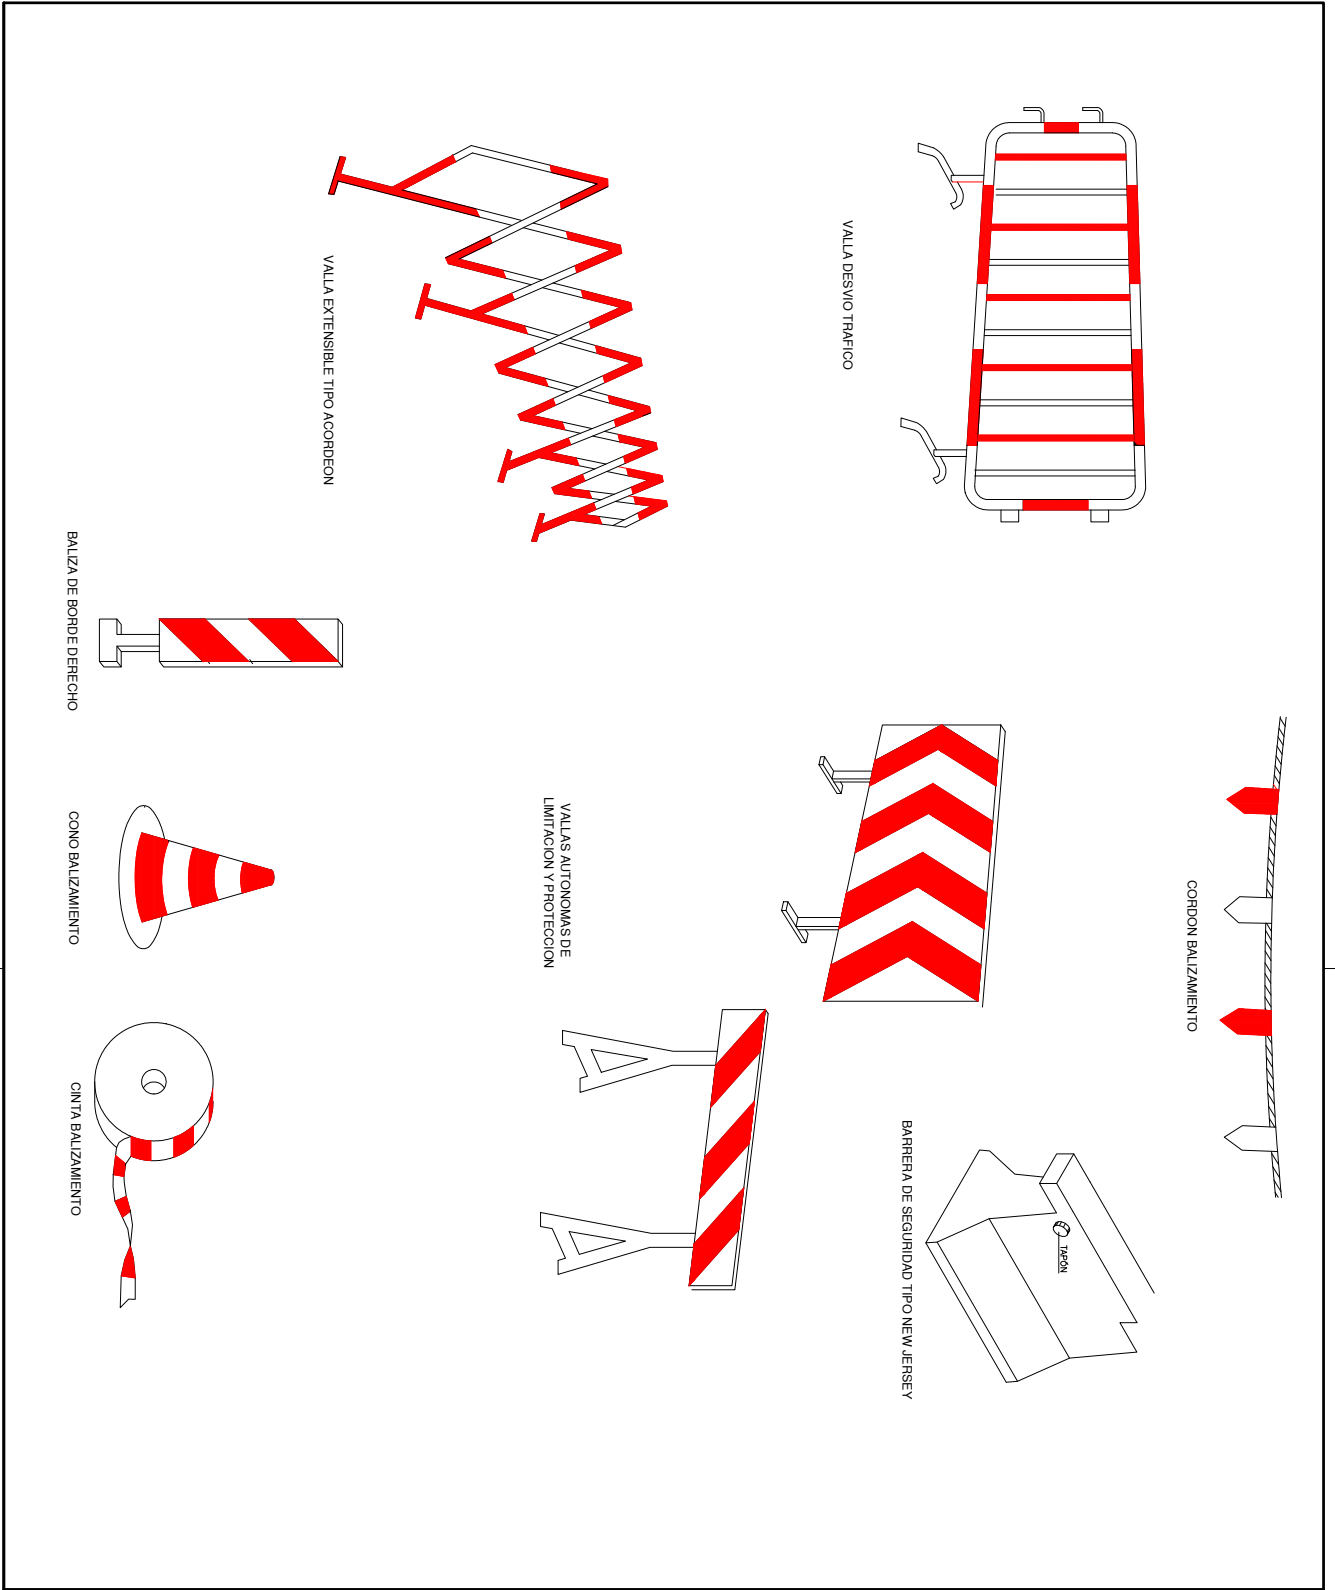 CORDON BALIZAMIENTO
VALLA DESVIO TRAFICO
BARRERA DE SEGURIDAD TIPO NEW JERSEY
TAPÓN
VALLAS AUTONOMAS DE
LIMITACION Y PROTECCION
VALLA EXTENSIBLE TIPO ACORDEON
BALIZA DE BORDE DERECHO
CONO BALIZAMIENTO
CINTA BALIZAMIENTO